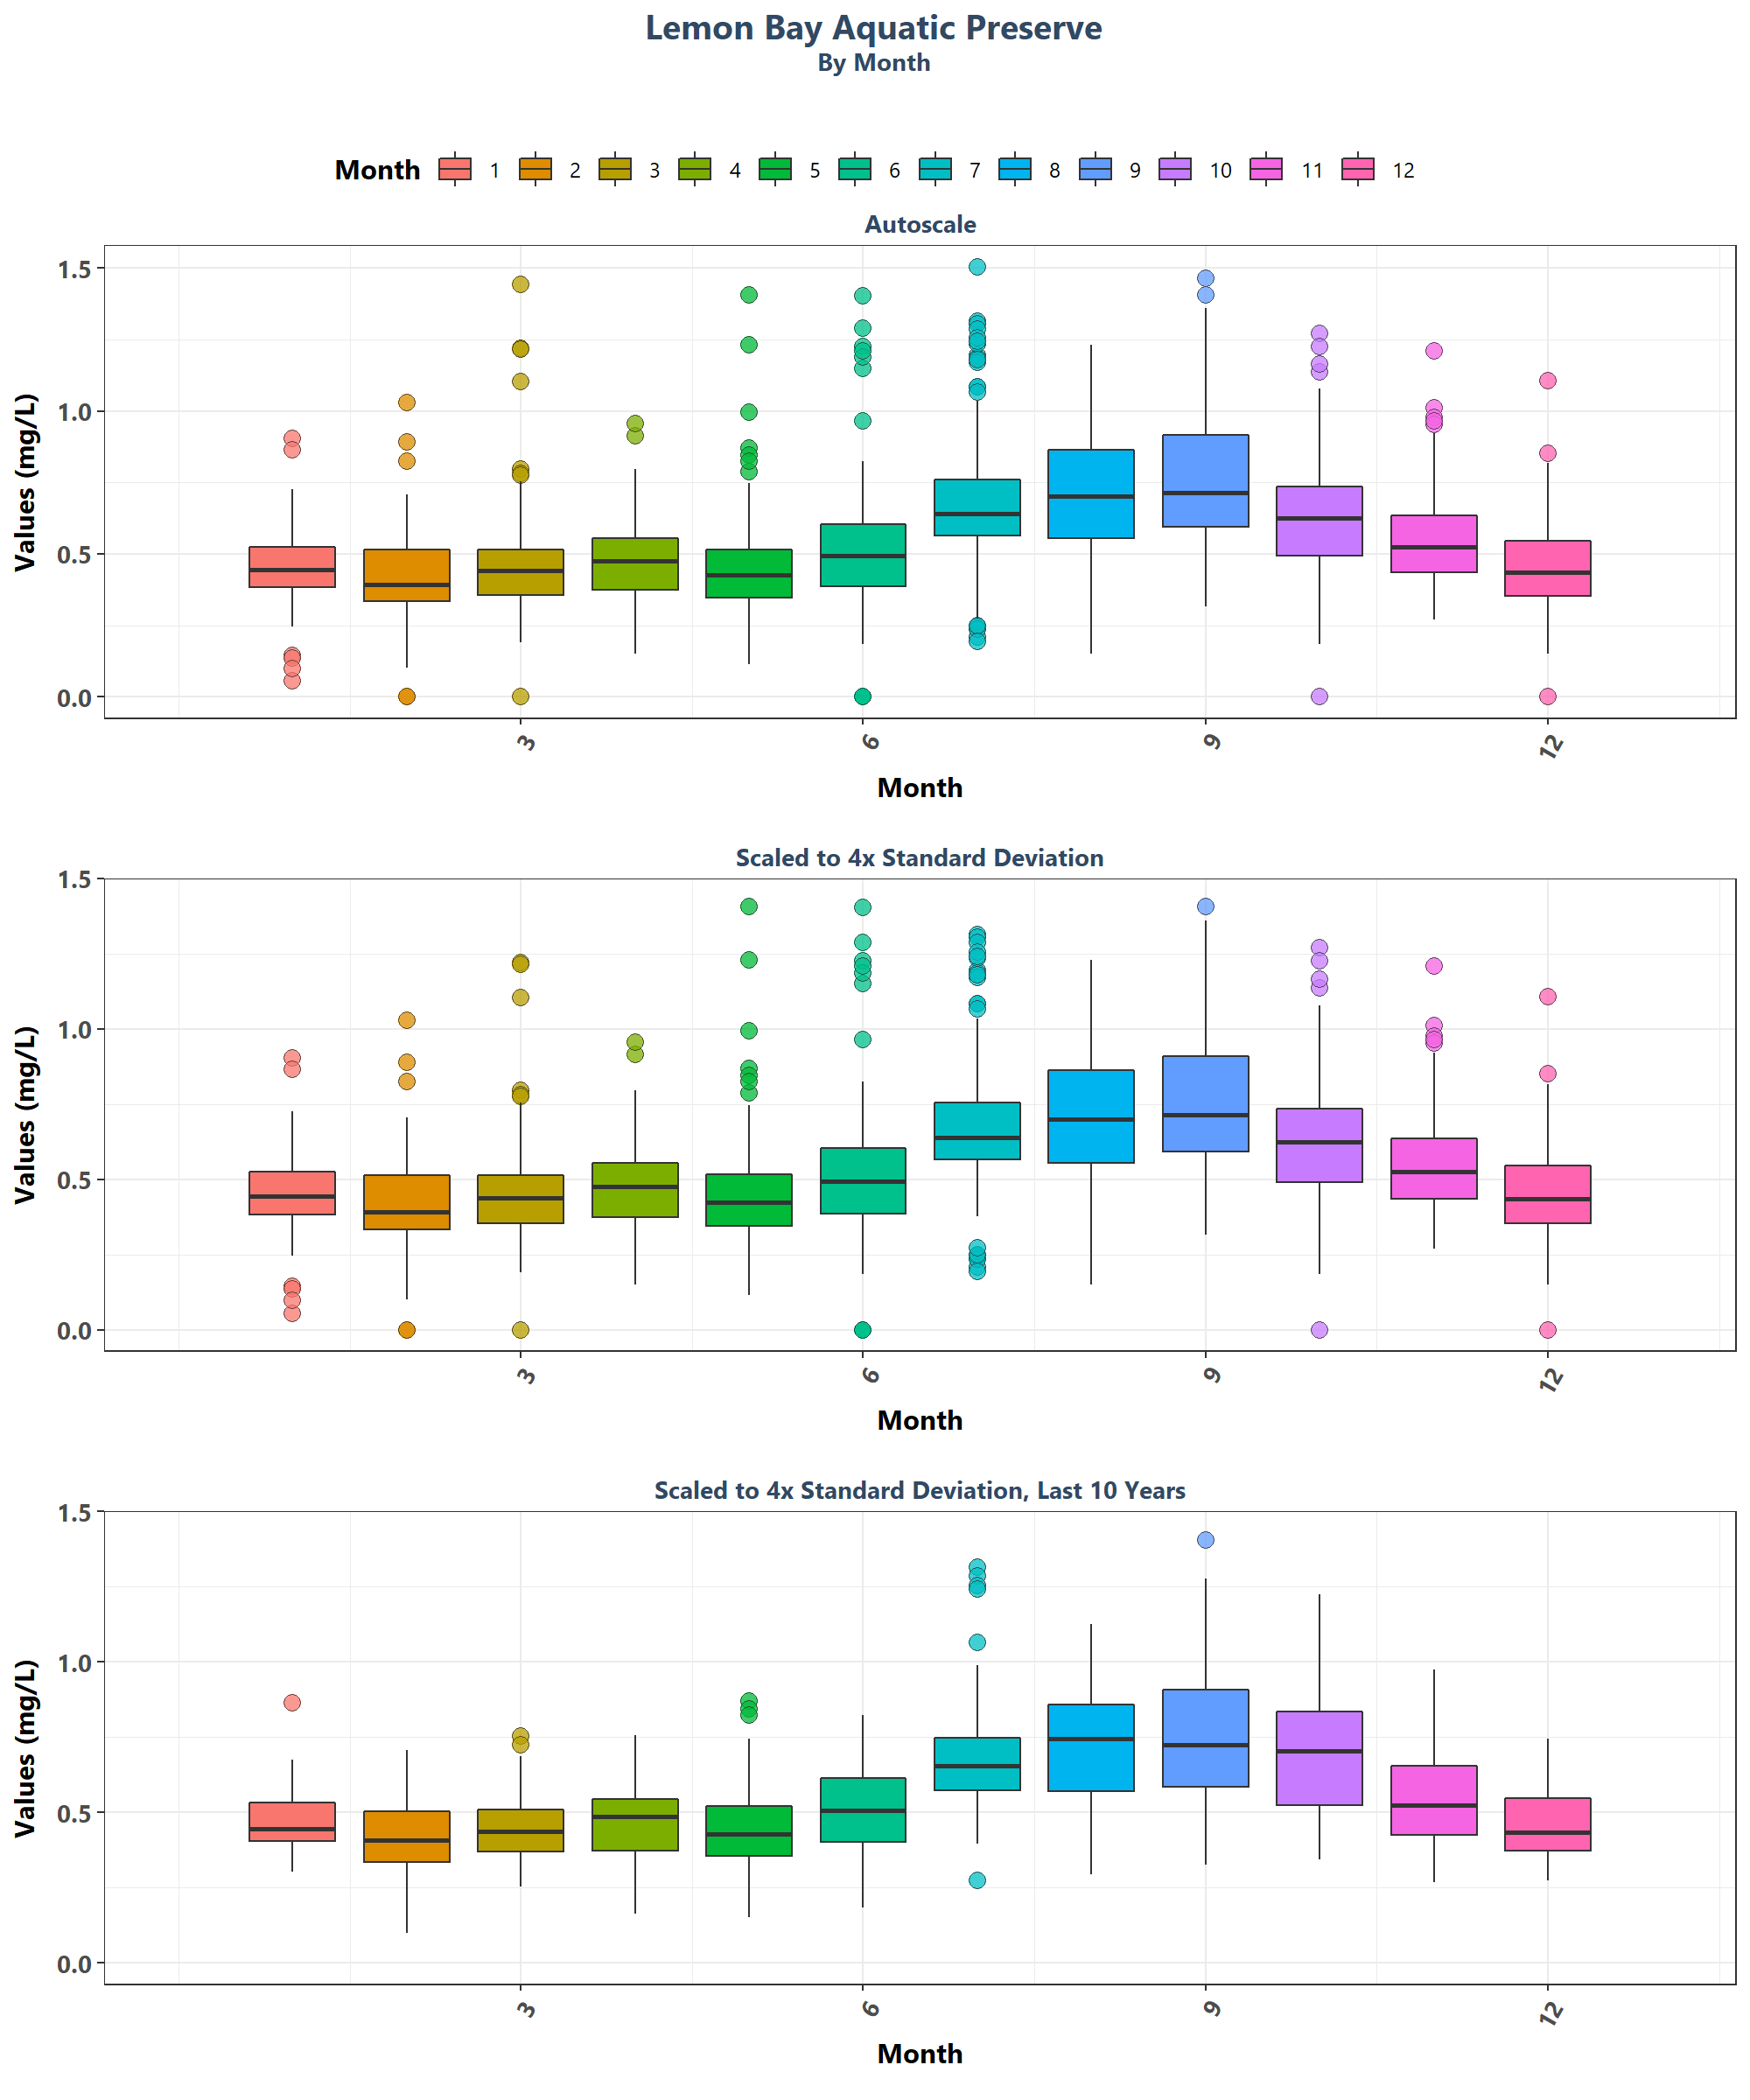 Lemon Bay Aquatic Preserve
By Month
Month 1 2 3 4 5 6 7 8 9 10 11 12
Autoscale
Values (mg/L)
1.5
1.0
0.5
0.0
3 6 9 12
Month
Scaled to 4x Standard Deviation
Values (mg/L)
1.5
1.0
0.5
0.0
3 6 9 12
Month
Scaled to 4x Standard Deviation, Last 10 Years
Values (mg/L)
1.5
1.0
0.5
0.0
3 6 9 12
Month